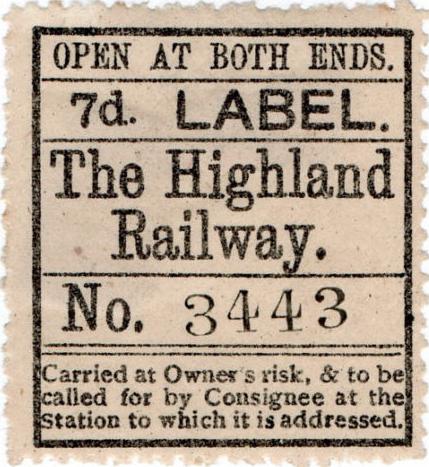 OPEN AT BOTH ENDS.
7d. LABEL.
The Highland
Railway.
No. 3443
Carried at Owner's risk, & to be
called for by Consignee at the
Station to which it is addressed.